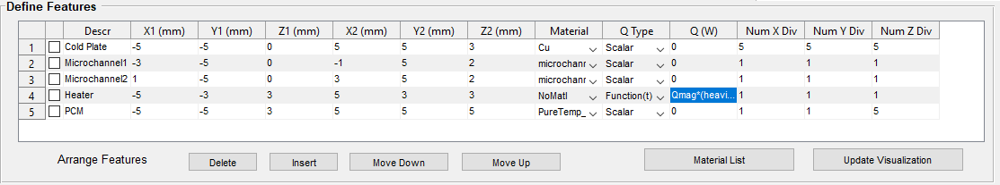 Define Features
Descr X1 (mm) Y1 (mm) Z1 (mm) X2 (mm) Y2 (mm) Z2 (mm) Material Q Type Q (W) Num X Div Num Y Div Num Z Div
1 Cold Plate -5 -5 0 5 5 3 Cu Scalar 0 5 5 5
2 Microchannel1 -3 -5 0 -1 5 2 microchanr Scalar 0 1 1 1
3 Microchannel2 1 -5 0 3 5 2 microchanr Scalar 0 1 1 1
4 Heater -5 -3 3 5 3 3 NoMatl Function(t) Qmag*(heavi... 1 1 1
5 PCM -5 -5 3 5 5 5 PureTemp_ Scalar 0 1 1 5
Arrange Features Delete Insert Move Down Move Up Material List Update Visualization